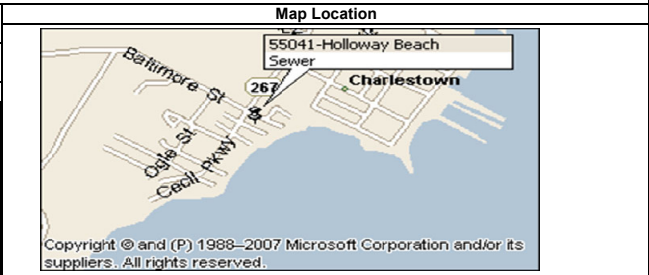 Map Location
55041-Holloway Beach
Sewer
Baltimore St
267
Charlestown
Ogle St
Cecil PKwy
Copyright © and (P) 1988–2007 Microsoft Corporation and/or its
suppliers. All rights reserved.